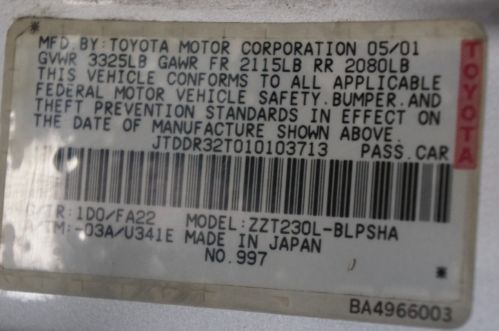 MFD.BY:TOYOTA MOTOR CORPORATION 05/01
GVWR 3325LB GAWR FR 2115LB RR 2080LB
THIS VEHICLE CONFORMS TO ALL APPLICABLE
FEDERAL MOTOR VEHICLE SAFETY.BUMPER.AND
THEFT PREVENTION STANDARDS IN EFFECT ON
THE DATE OF MANUFACTURE SHOWN ABOVE.
JTDDR32T010103713 PASS.CAR
TOYOTA
C/TR:1D0/FA22 MODEL:ZZT230L-BLPSHA
A/TM:-03A/U341E MADE IN JAPAN
NO.997
BA4966003